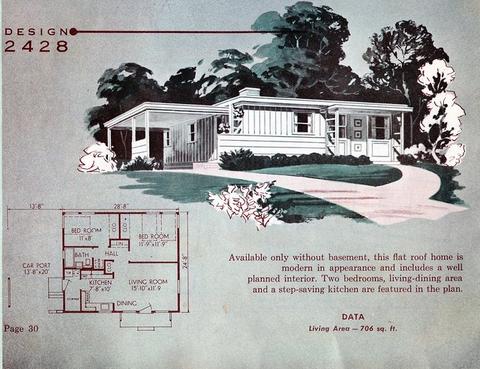 DESIGN
2428
13'-8"
28'-8"
BED ROOM
11'x8'
BED ROOM
11'-9"x11'-9"
LIN
BATH
HALL
CAR PORT
13'-8"x20'
24'-8"
KITCHEN
7'-8"x10'
LIVING ROOM
15'-10"x11'-9
DINING
Available only without basement, this flat roof home is
modern in appearance and includes a well
planned interior. Two bedrooms, living-dining area
and a step-saving kitchen are featured in the plan.
DATA
Living Area — 706 sq. ft.
Page 30